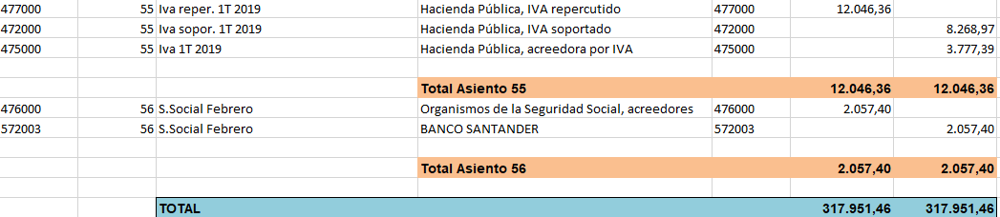 477000 55 Iva reper. 1T 2019 Hacienda Pública, IVA repercutido 477000 12.046,36
472000 55 Iva sopor. 1T 2019 Hacienda Pública, IVA soportado 472000 8.268,97
475000 55 Iva 1T 2019 Hacienda Pública, acreedora por IVA 475000 3.777,39
Total Asiento 55 12.046,36 12.046,36
476000 56 S.Social Febrero Organismos de la Seguridad Social, acreedores 476000 2.057,40
572003 56 S.Social Febrero BANCO SANTANDER 572003 2.057,40
Total Asiento 56 2.057,40 2.057,40
TOTAL 317.951,46 317.951,46